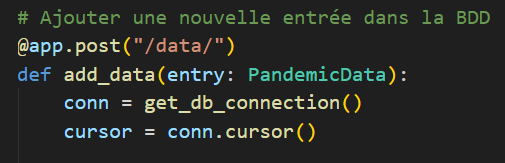 # Ajouter une nouvelle entrée dans la BDD
@app.post("/data/")
def add_data(entry: PandemicData):
    conn = get_db_connection()
    cursor = conn.cursor()